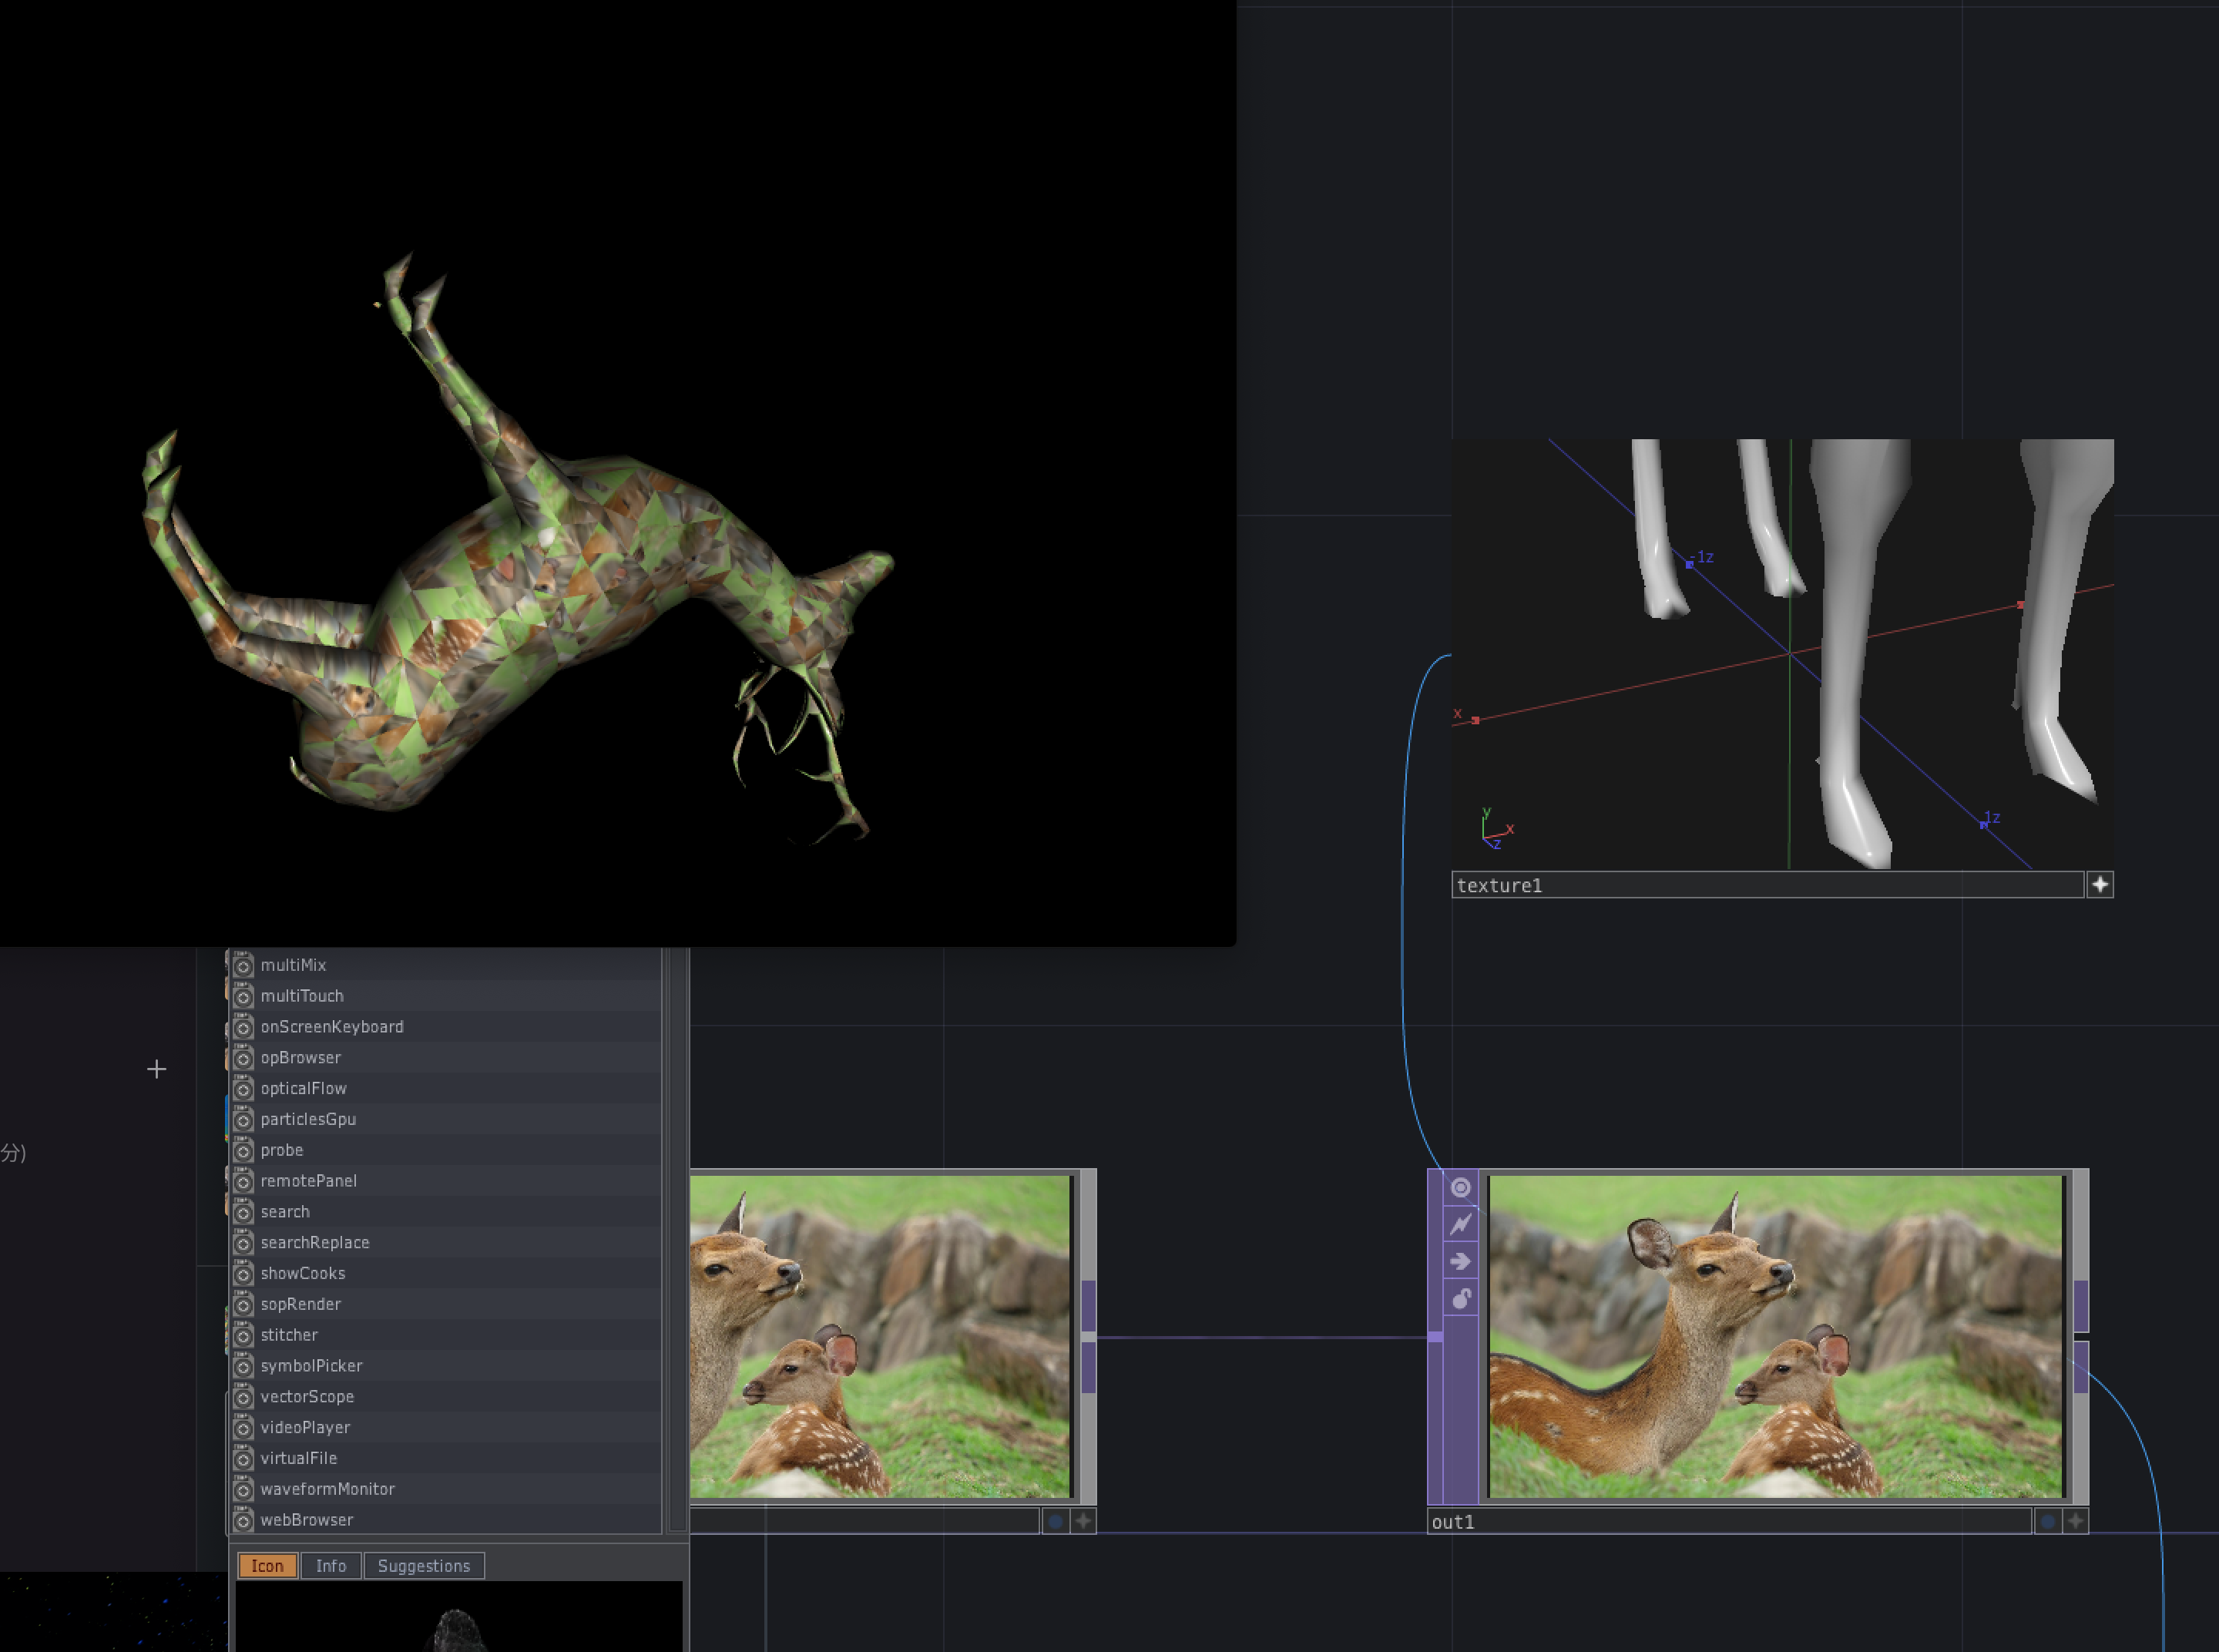 -1z
x
1z
y
x
z
texture1
multiMix
multiTouch
onScreenKeyboard
opBrowser
opticalFlow
particlesGpu
probe
remotePanel
search
searchReplace
showCooks
sopRender
stitcher
symbolPicker
vectorScope
videoPlayer
virtualFile
waveformMonitor
webBrowser
分)
out1
Icon
Info
Suggestions